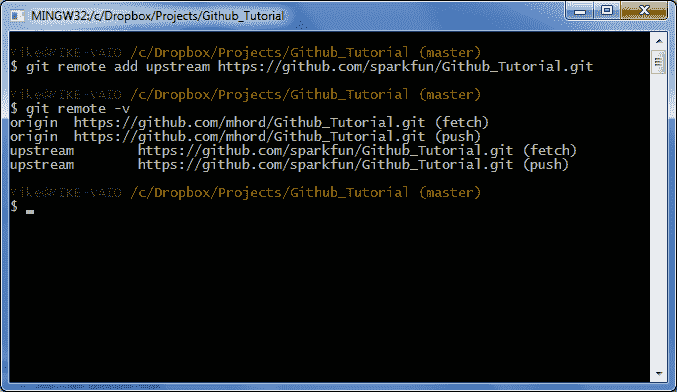 MINGW32:/c/Dropbox/Projects/Github_Tutorial
Mike@MIKE-VAIO /c/Dropbox/Projects/Github_Tutorial (master)
$ git remote add upstream https://github.com/sparkfun/Github_Tutorial.git
Mike@MIKE-VAIO /c/Dropbox/Projects/Github_Tutorial (master)
$ git remote -v
origin  https://github.com/mhord/Github_Tutorial.git (fetch)
origin  https://github.com/mhord/Github_Tutorial.git (push)
upstream        https://github.com/sparkfun/Github_Tutorial.git (fetch)
upstream        https://github.com/sparkfun/Github_Tutorial.git (push)
Mike@MIKE-VAIO /c/Dropbox/Projects/Github_Tutorial (master)
$